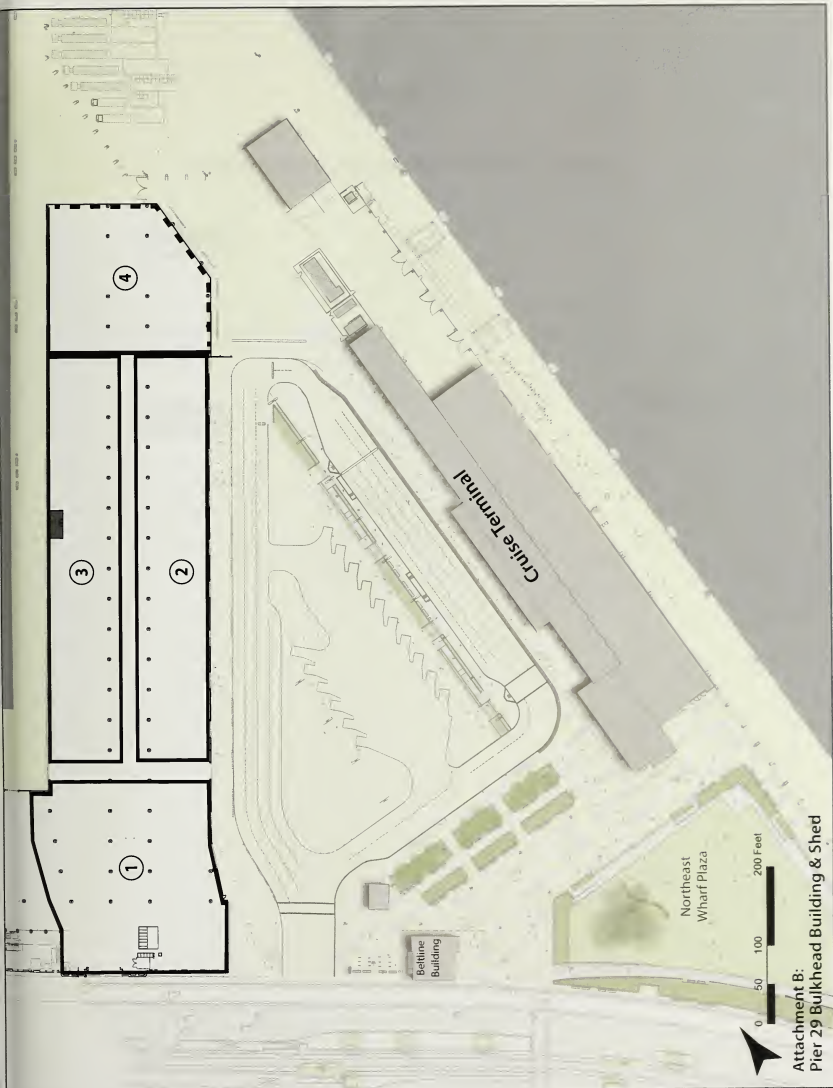 4
3
2
1
Cruise Terminal
Beltline
Building
Northeast
Wharf Plaza
0 50 100 200 Feet
Attachment B:
Pier 29 Bulkhead Building & Shed